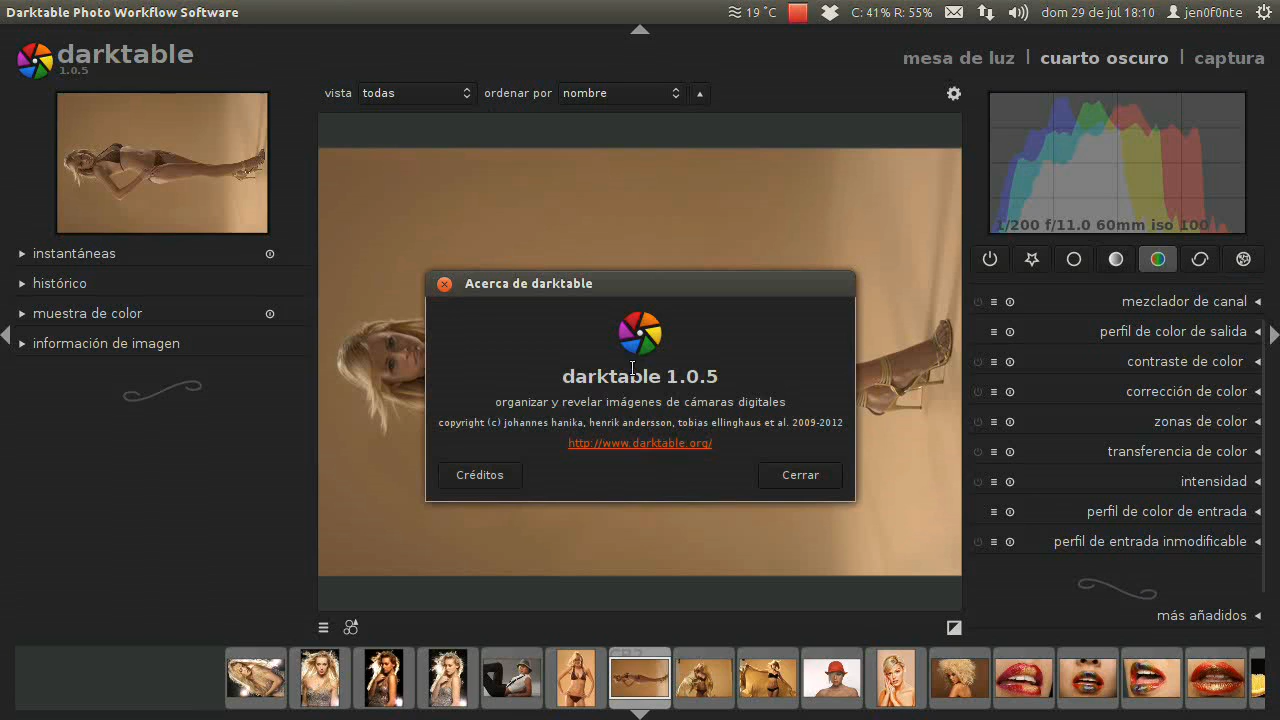 Darktable Photo Workflow Software
19 °C
C: 41% R: 55%
dom 29 de jul 18:10
jen0f0nte
darktable
1.0.5
mesa de luz | cuarto oscuro | captura
vista todas ordenar por nombre
1/200 f/11.0 60mm iso 100
instantáneas
histórico
muestra de color
información de imagen
Acerca de darktable
darktable 1.0.5
organizar y revelar imágenes de cámaras digitales
copyright (c) johannes hanika, henrik andersson, tobias ellinghaus et al. 2009-2012
http://www.darktable.org/
Créditos
Cerrar
mezclador de canal
perfil de color de salida
contraste de color
corrección de color
zonas de color
transferencia de color
intensidad
perfil de color de entrada
perfil de entrada inmodificable
más añadidos
CR2